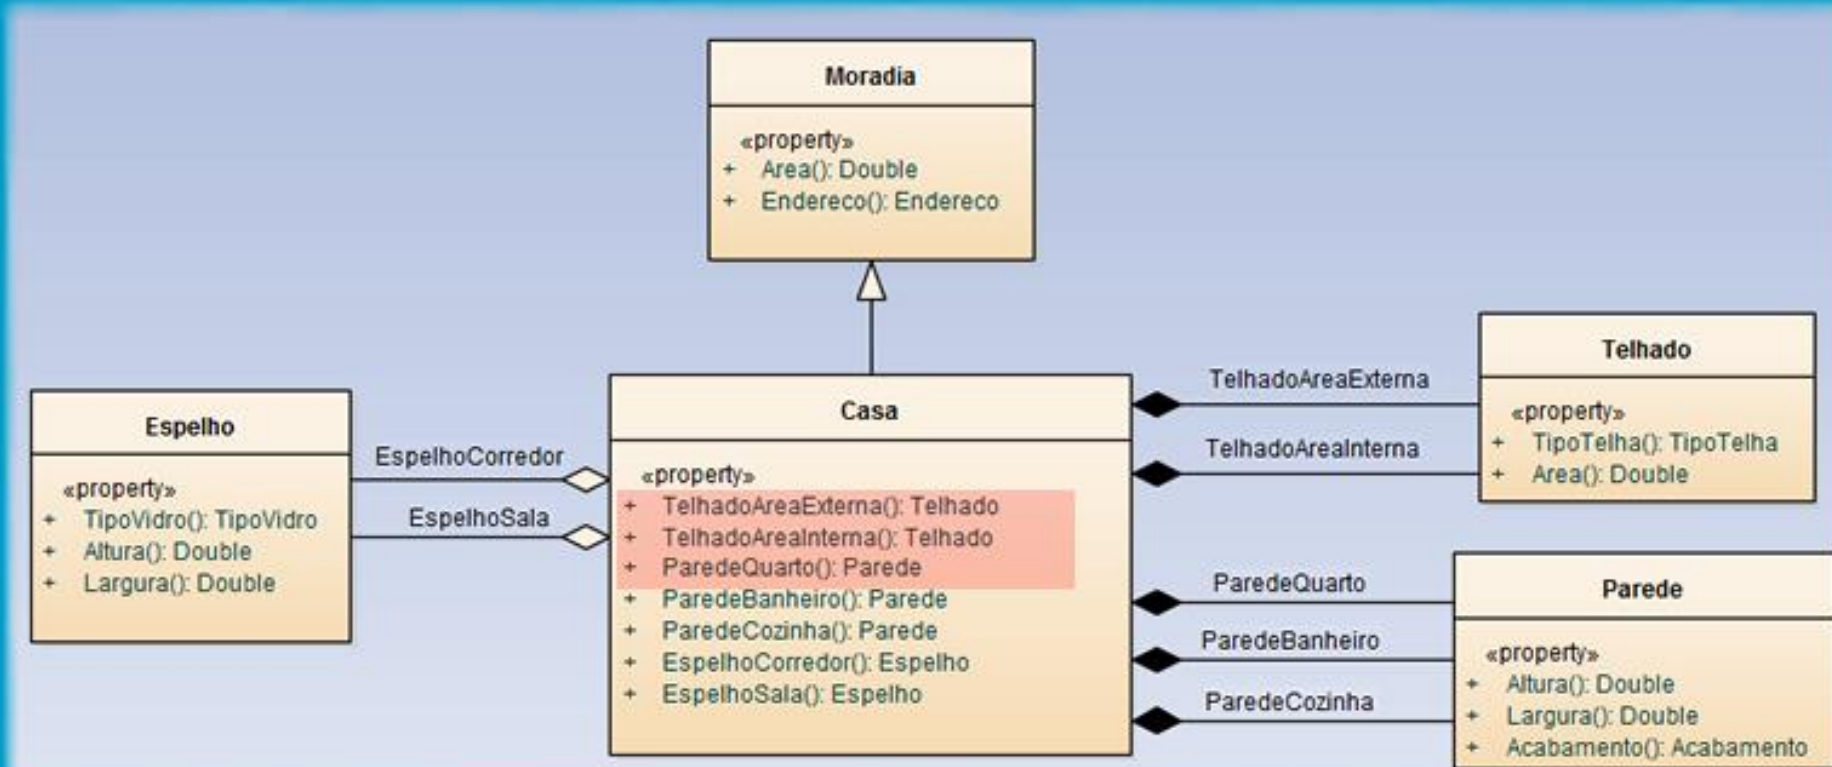 Moradia
«property»
+ Area(): Double
+ Endereco(): Endereco
Espelho
«property»
+ TipoVidro(): TipoVidro
+ Altura(): Double
+ Largura(): Double
EspelhoCorredor
EspelhoSala
Casa
«property»
+ TelhadoAreaExterna(): Telhado
+ TelhadoAreaInterna(): Telhado
+ ParedeQuarto(): Parede
+ ParedeBanheiro(): Parede
+ ParedeCozinha(): Parede
+ EspelhoCorredor(): Espelho
+ EspelhoSala(): Espelho
TelhadoAreaExterna
TelhadoAreaInterna
Telhado
«property»
+ TipoTelha(): TipoTelha
+ Area(): Double
ParedeQuarto
ParedeBanheiro
ParedeCozinha
Parede
«property»
+ Altura(): Double
+ Largura(): Double
+ Acabamento(): Acabamento